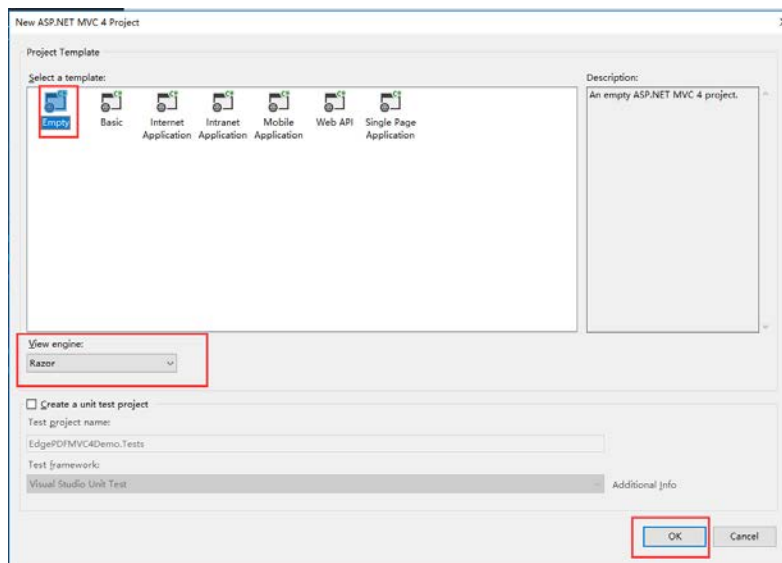 New ASP.NET MVC 4 Project
Project Template
Select a template:
Description:
Empty
Basic
Internet
Application
Intranet
Application
Mobile
Application
Web API
Single Page
Application
An empty ASP.NET MVC 4 project.
View engine:
Razor
Create a unit test project
Test project name:
EdgePDFMVC4Demo.Tests
Test framework:
Visual Studio Unit Test
Additional Info
OK
Cancel